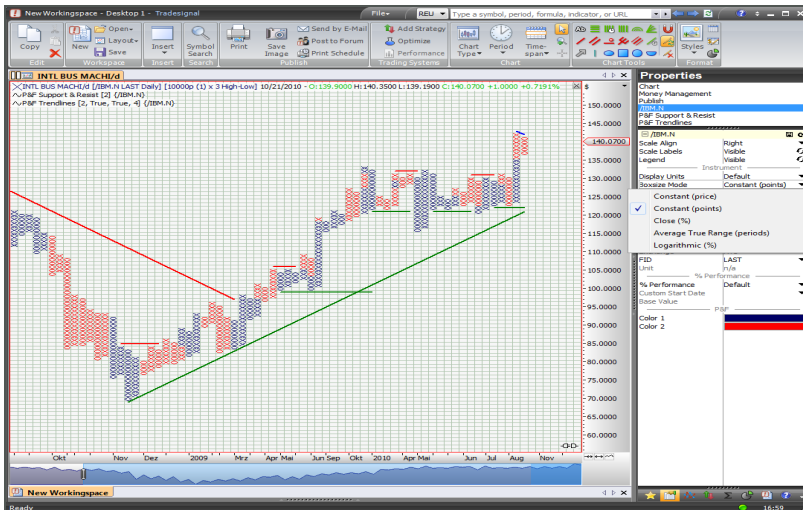 NewWorkingspace - Desktop 1 - Tradesignal
File
REU
Type a symbol, period, formula, indicator, or URL
Copy
New
Open
Layout
Save
Insert
Symbol Search
Print
Save Image
Send by E-Mail
Post to Forum
Print Schedule
Add Strategy
Optimize
Performance
Chart Type
Period
Time-span
Styles
Edit
Workspace
Insert
Search
Publish
Trading Systems
Chart
Chart Tools
Format
INTL BUS MACHI/d
INTL BUS MACHI/d [/IBM.N LAST Daily] [10000p (1) x 3 High-Low] 10/21/2010 - O:139.9000 H:140.3500 L:139.1900 C:140.0700 +1.0000 +0.7191%
P&F Support & Resist [2] {/IBM.N}
P&F Trendlines [2, True, True, 4] {/IBM.N}
$
150.0000
145.0000
140.0700
135.0000
130.0000
125.0000
120.0000
115.0000
110.0000
105.0000
100.0000
95.0000
90.0000
85.0000
80.0000
75.0000
70.0000
65.0000
60.0000
Okt
Nov
Dez
2009
Mrz
Apr Mai
Jun Sep
Okt
2010
Apr Mai
Jun
Jul
Aug
Nov
Properties
Chart
Money Management
Publish
/IBM.N
P&F Support & Resist
P&F Trendlines
/IBM.N
Scale Align Right
Scale Labels Visible
Legend Visible
Instrument
Display Units Default
Boxsize Mode Constant (points)
Constant (price)
Constant (points)
Close (%)
Average True Range (periods)
Logarithmic (%)
FID LAST
Unit n/a
% Performance
% Performance Default
Custom Start Date
Base Value
P&F
Color 1
Color 2
New Workingspace
Ready
16:59